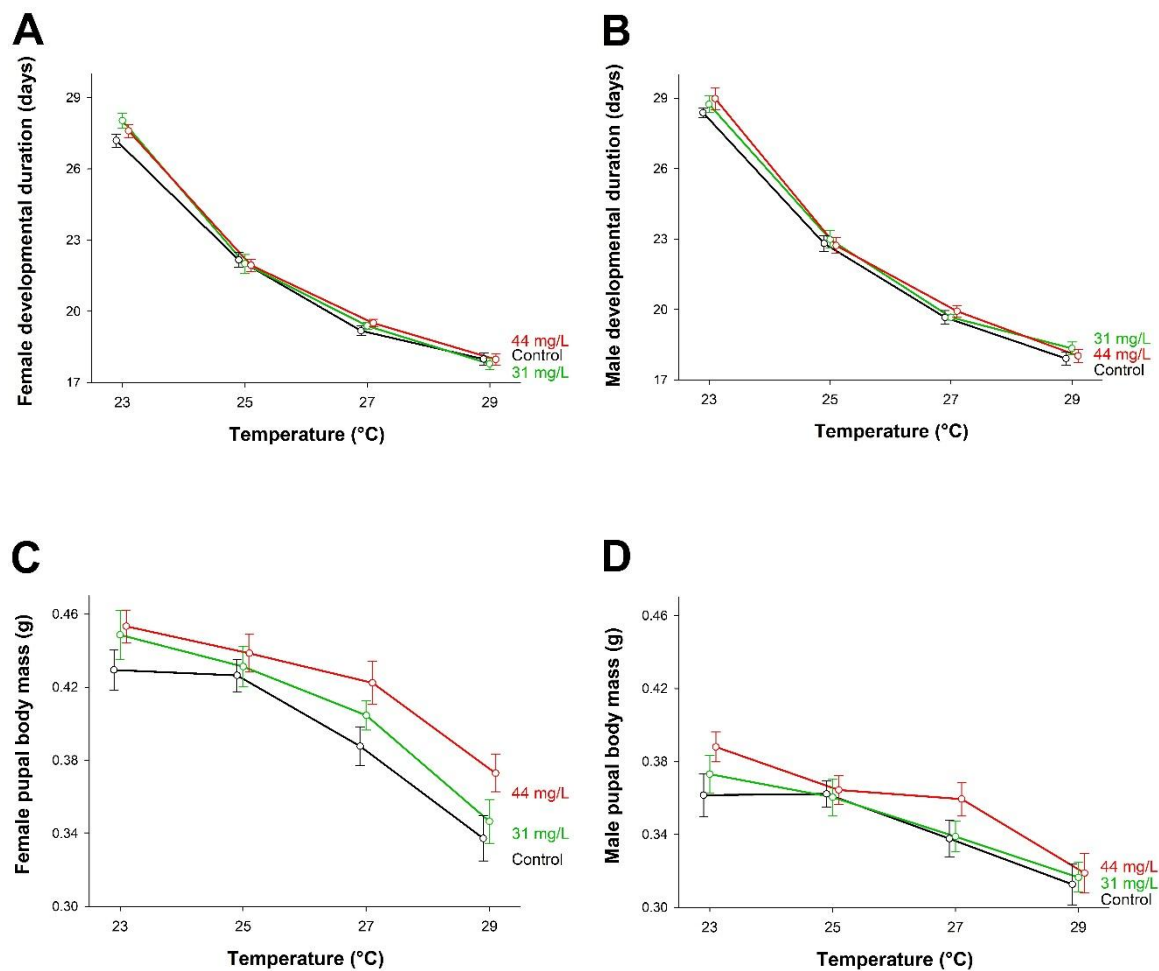 A
Female developmental duration (days)
29
26
23
20
17
44 mg/L
Control
31 mg/L
23 25 27 29
Temperature (°C)
B
Male developmental duration (days)
29
26
23
20
17
31 mg/L
44 mg/L
Control
23 25 27 29
Temperature (°C)
C
Female pupal body mass (g)
0.46
0.42
0.38
0.34
0.30
44 mg/L
31 mg/L
Control
23 25 27 29
Temperature (°C)
D
Male pupal body mass (g)
0.46
0.42
0.38
0.34
0.30
44 mg/L
31 mg/L
Control
23 25 27 29
Temperature (°C)